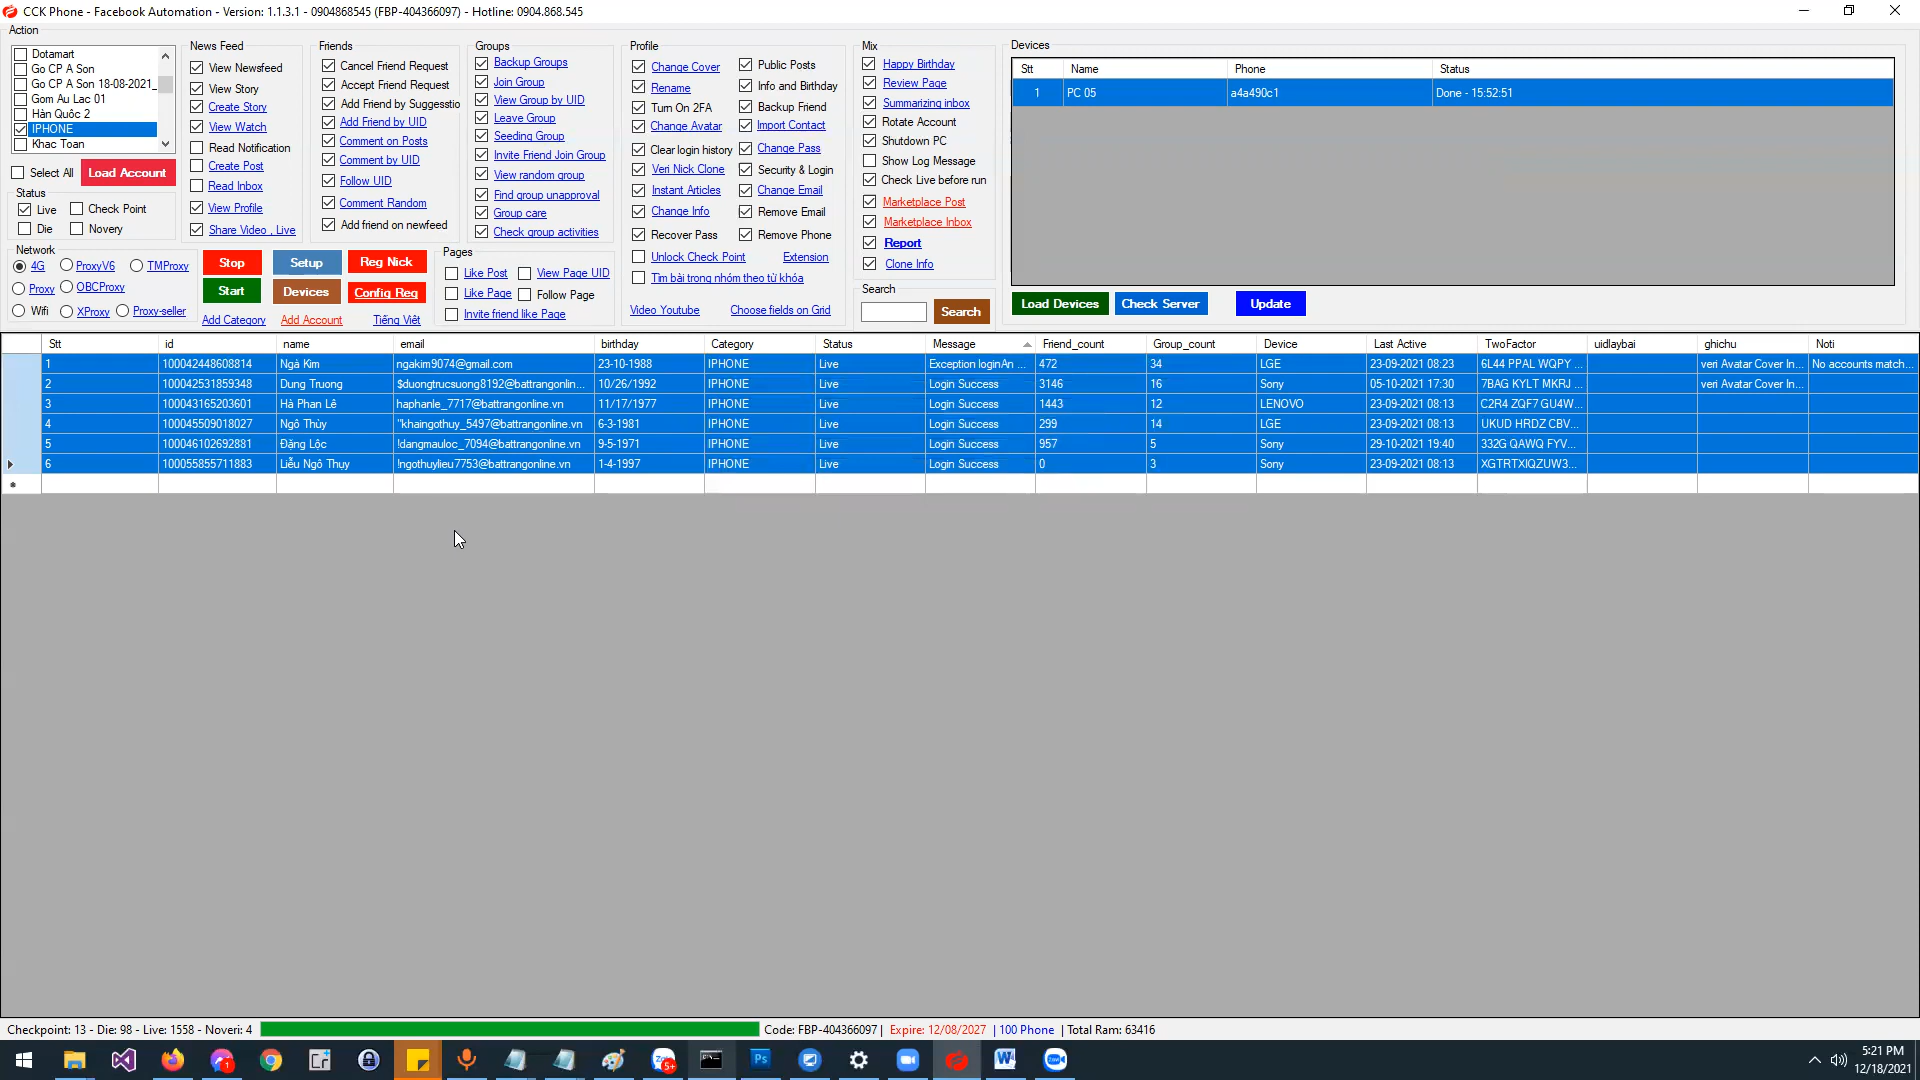 CCK Phone - Facebook Automation - Version: 1.1.3.1 - 0904868545 (FBP-404366097) - Hotline: 0904.868.545
Action
Dotamart
Go CP A Son
Go CP A Son 18-08-2021_
Gom Au Lac 01
Hàn Quôc 2
IPHONE
Khac Toan
Select All
Load Account
Status
Live
Check Point
Die
Novery
Network
4G
ProxyV6
TMProxy
Proxy
OBCProxy
Wifi
XProxy
Proxy-seller
News Feed
View Newsfeed
View Story
Create Story
View Watch
Read Notification
Create Post
Read Inbox
View Profile
Share Video , Live
Stop
Setup
Reg Nick
Start
Devices
Config Reg
Add Category
Add Account
Tiếng Việt
Friends
Cancel Friend Request
Accept Friend Request
Add Friend by Suggestio
Add Friend by UID
Comment on Posts
Comment by UID
Follow UID
Comment Random
Add friend on newfeed
Groups
Backup Groups
Join Group
View Group by UID
Leave Group
Seeding Group
Invite Friend Join Group
View random group
Find group unapproval
Group care
Check group activities
Pages
Like Post
View Page UID
Like Page
Follow Page
Invite friend like Page
Profile
Change Cover
Public Posts
Rename
Info and Birthday
Turn On 2FA
Backup Friend
Change Avatar
Import Contact
Clear login history
Change Pass
Veri Nick Clone
Security & Login
Instant Articles
Change Email
Change Info
Remove Email
Recover Pass
Remove Phone
Unlock Check Point
Extension
Tìm bài trong nhóm theo từ khóa
Video Youtube
Choose fields on Grid
Mix
Happy Birthday
Review Page
Summarizing inbox
Rotate Account
Shutdown PC
Show Log Message
Check Live before run
Marketplace Post
Marketplace Inbox
Report
Clone Info
Search
Search
Devices
Stt Name Phone Status
1 PC 05 a4a490c1 Done - 15:52:51
Load Devices
Check Server
Update
Stt id name email birthday Category Status Message Friend_count Group_count Device Last Active TwoFactor uidlaybai ghichu Noti
1 100042448608814 Ngà Kim ngakim9074@gmail.com 23-10-1988 IPHONE Live Exception loginAn ... 472 34 LGE 23-09-2021 08:23 6L44 PPAL WQPY ... veri Avatar Cover In... No accounts match...
2 100042531859348 Dung Truong $duongtrucsuong8192@battrangonlin... 10/26/1992 IPHONE Live Login Success 3146 16 Sony 05-10-2021 17:30 7BAG KYLT MKRJ ... veri Avatar Cover In...
3 100043165203601 Hà Phan Lê haphanle_7717@battrangonline.vn 11/17/1977 IPHONE Live Login Success 1443 12 LENOVO 23-09-2021 08:13 C2R4 ZQF7 GU4W...
4 100045509018027 Ngô Thùy "khaingothuy_5497@battrangonline.vn 6-3-1981 IPHONE Live Login Success 299 14 LGE 23-09-2021 08:13 UKUD HRDZ CBV...
5 100046102692881 Đặng Lộc !dangmauloc_7094@battrangonline.vn 9-5-1971 IPHONE Live Login Success 957 5 Sony 29-10-2021 19:40 332G QAWQ FYV...
6 100055855711883 Liễu Ngô Thuy !ngothuylieu7753@battrangonline.vn 1-4-1997 IPHONE Live Login Success 0 3 Sony 23-09-2021 08:13 XGTRTXIQZUW3...
Checkpoint: 13 - Die: 98 - Live: 1558 - Noveri: 4
Code: FBP-404366097| Expire: 12/08/2027 | 100 Phone | Total Ram: 63416
5:21 PM
12/18/2021